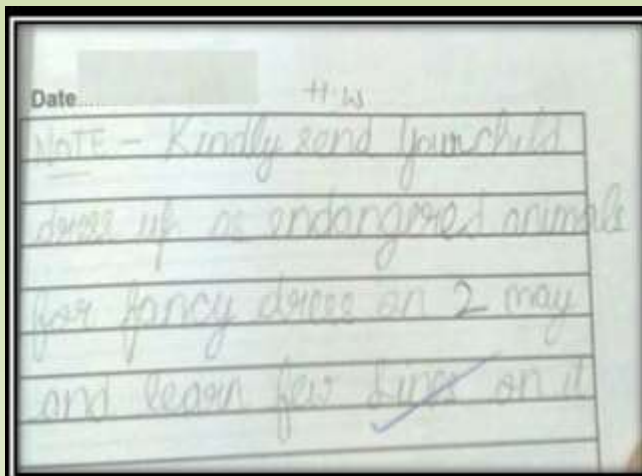 Date.....
H.W
NOTE - Kindly send your child
dress up as endangered animals
for fancy dress on 2 may
and learn few lines on it